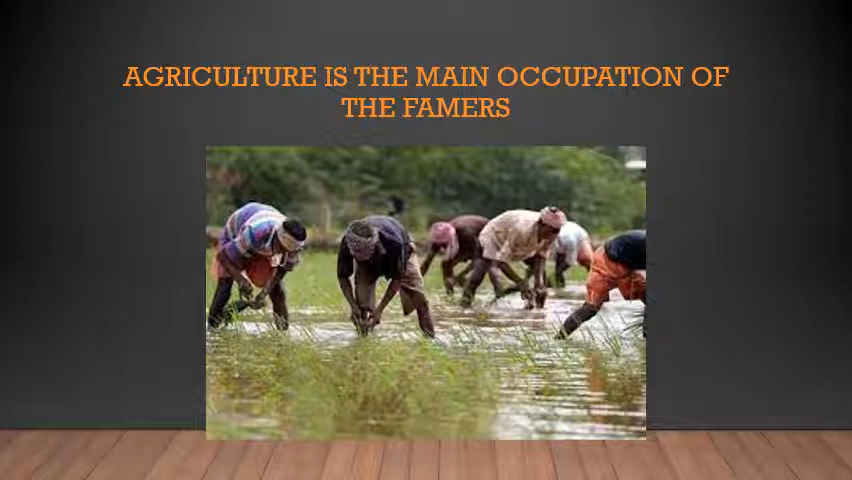 AGRICULTURE IS THE MAIN OCCUPATION OF
THE FAMERS